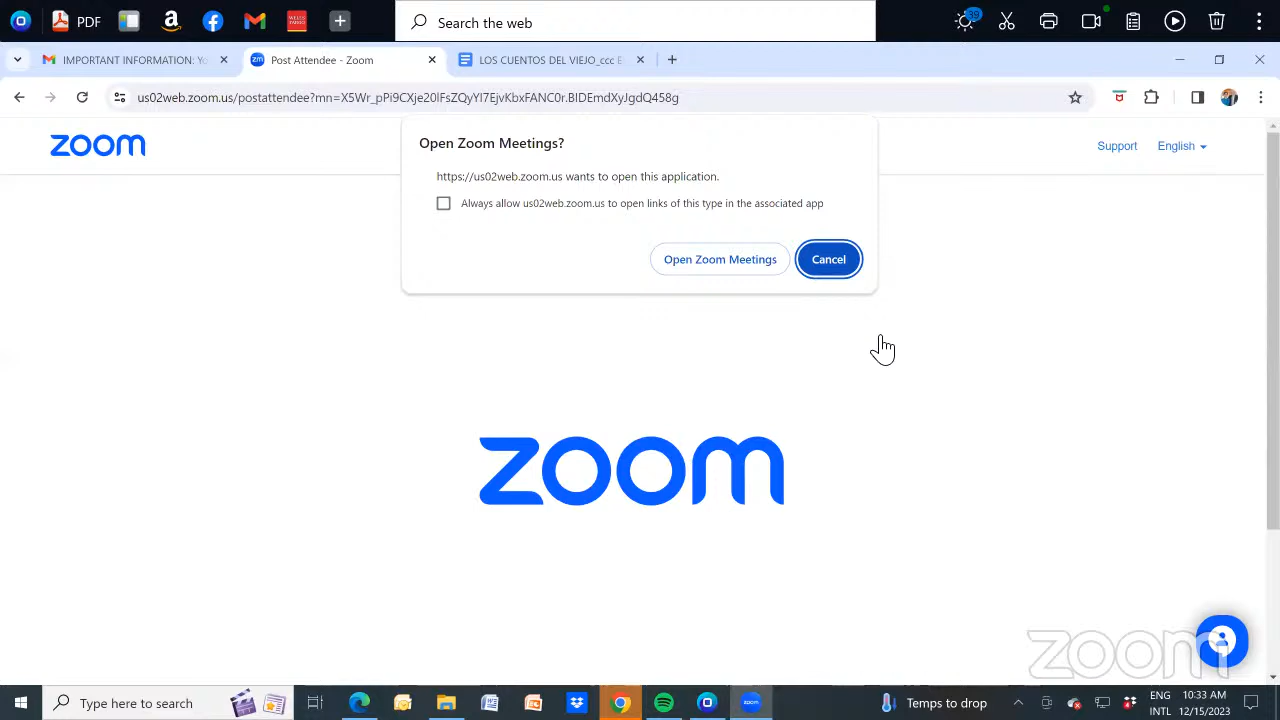 PDF
Search the web
39
IMPORTANT INFORMATION: Yo
Post Attendee - Zoom
LOS CUENTOS DEL VIEJO_ccc E
us02web.zoom.us/postattendee?mn=X5Wr_pPi9CXje20lFsZQyYI7EjvKbxFANC0r.BIDEmdXyJgdQ458g
zoom
Support
English
Open Zoom Meetings?
https://us02web.zoom.us wants to open this application.
Always allow us02web.zoom.us to open links of this type in the associated app
Open Zoom Meetings
Cancel
zoom
zoom
Type here to search
zoom
Temps to drop
ENG
INTL
10:33 AM
12/15/2023